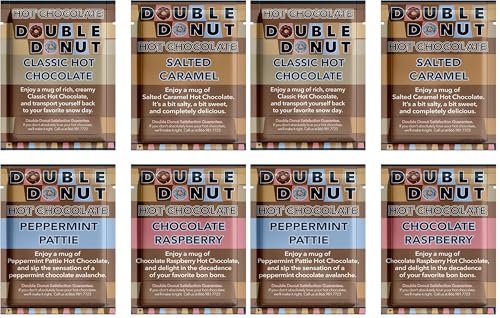 HOT CHOCOLATE
DOUBLE
DONUT
CLASSIC HOT
CHOCOLATE
Enjoy a mug of rich, creamy
Classic Hot Chocolate,
and transport yourself back
to your favorite snow day.
Double Donut Satisfaction Guarantee.
If you don't absolutely love your hot chocolate,
we'll make it right. Call us at 866.981.7723
DOUBLE
DONUT
HOT CHOCOLATE
SALTED
CARAMEL
Enjoy a mug of
Salted Caramel Hot Chocolate.
It's a bit salty, a bit sweet,
and completely delicious.
Double Donut Satisfaction Guarantee.
If you don't absolutely love your hot chocolate,
we'll make it right. Call us at 866.981.7723
HOT CHOCOLATE
DOUBLE
DONUT
CLASSIC HOT
CHOCOLATE
Enjoy a mug of rich, creamy
Classic Hot Chocolate,
and transport yourself back
to your favorite snow day.
Double Donut Satisfaction Guarantee.
If you don't absolutely love your hot chocolate,
we'll make it right. Call us at 866.981.7723
DOUBLE
DONUT
HOT CHOCOLATE
SALTED
CARAMEL
Enjoy a mug of
Salted Caramel Hot Chocolate.
It's a bit salty, a bit sweet,
and completely delicious.
Double Donut Satisfaction Guarantee.
If you don't absolutely love your hot chocolate,
we'll make it right. Call us at 866.981.7723
DOUBLE
DONUT
HOT CHOCOLATE
PEPPERMINT
PATTIE
Enjoy a mug of
Peppermint Pattie Hot Chocolate,
and sip the sensation of a
peppermint chocolate avalanche.
Double Donut Satisfaction Guarantee.
If you don't absolutely love your hot chocolate,
we'll make it right. Call us at 866.981.7723
DOUBLE
DONUT
HOT CHOCOLATE
CHOCOLATE
RASPBERRY
Enjoy a mug of
Chocolate Raspberry Hot Chocolate,
and delight in the decadence
of your favorite bon bons.
Double Donut Satisfaction Guarantee.
If you don't absolutely love your hot chocolate,
we'll make it right. Call us at 866.981.7723
DOUBLE
DONUT
HOT CHOCOLATE
PEPPERMINT
PATTIE
Enjoy a mug of
Peppermint Pattie Hot Chocolate,
and sip the sensation of a
peppermint chocolate avalanche.
Double Donut Satisfaction Guarantee.
If you don't absolutely love your hot chocolate,
we'll make it right. Call us at 866.981.7723
DOUBLE
DONUT
HOT CHOCOLATE
CHOCOLATE
RASPBERRY
Enjoy a mug of
Chocolate Raspberry Hot Chocolate,
and delight in the decadence
of your favorite bon bons.
Double Donut Satisfaction Guarantee.
If you don't absolutely love your hot chocolate,
we'll make it right. Call us at 866.981.7723